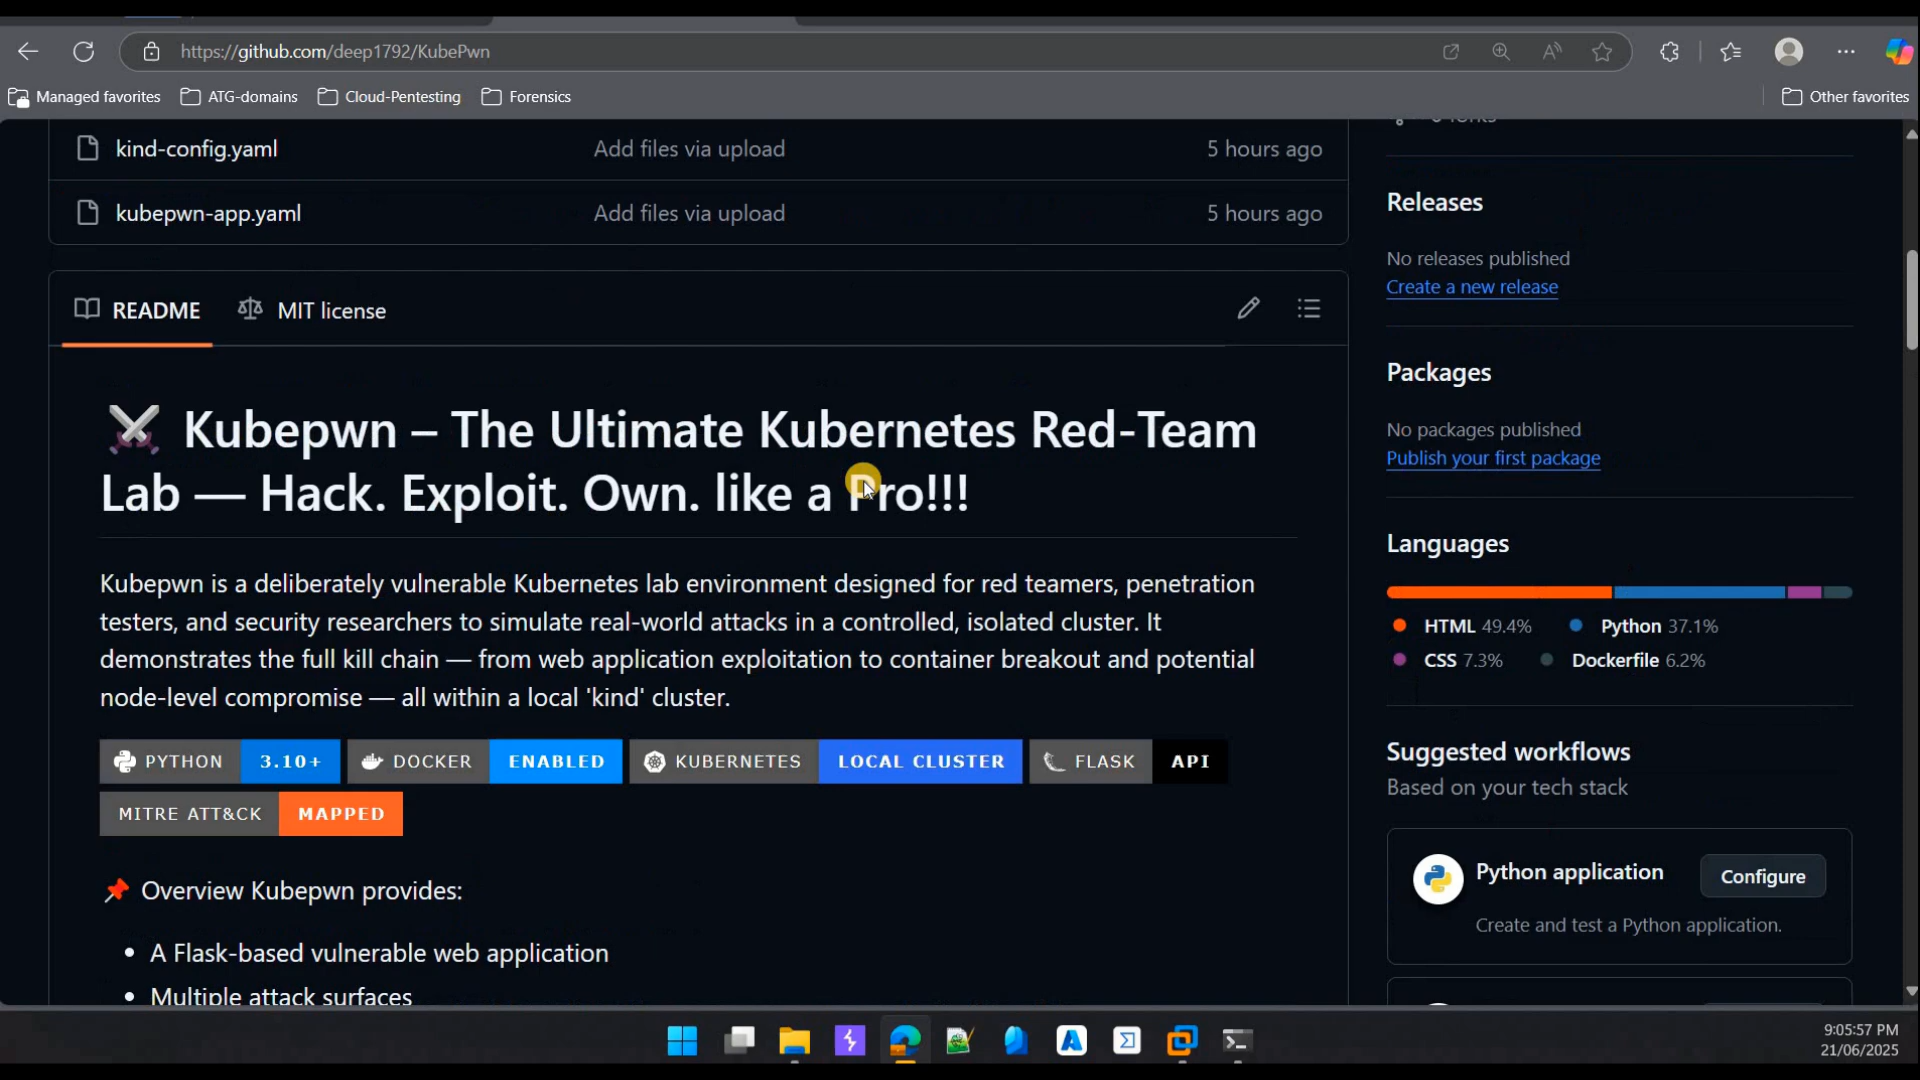 https://github.com/deep1792/KubePwn
Managed favorites ATG-domains Cloud-Pentesting Forensics Other favorites
kind-config.yaml Add files via upload 5 hours ago
kubepwn-app.yaml Add files via upload 5 hours ago
README MIT license
Kubepwn – The Ultimate Kubernetes Red-Team
Lab — Hack. Exploit. Own. like a Pro!!!
Kubepwn is a deliberately vulnerable Kubernetes lab environment designed for red teamers, penetration
testers, and security researchers to simulate real-world attacks in a controlled, isolated cluster. It
demonstrates the full kill chain — from web application exploitation to container breakout and potential
node-level compromise — all within a local 'kind' cluster.
PYTHON 3.10+ DOCKER ENABLED KUBERNETES LOCAL CLUSTER FLASK API
MITRE ATT&CK MAPPED
Overview Kubepwn provides:
• A Flask-based vulnerable web application
• Multiple attack surfaces
Releases
No releases published
Create a new release
Packages
No packages published
Publish your first package
Languages
HTML 49.4% Python 37.1%
CSS 7.3% Dockerfile 6.2%
Suggested workflows
Based on your tech stack
Python application Configure
Create and test a Python application.
9:05:57 PM
21/06/2025